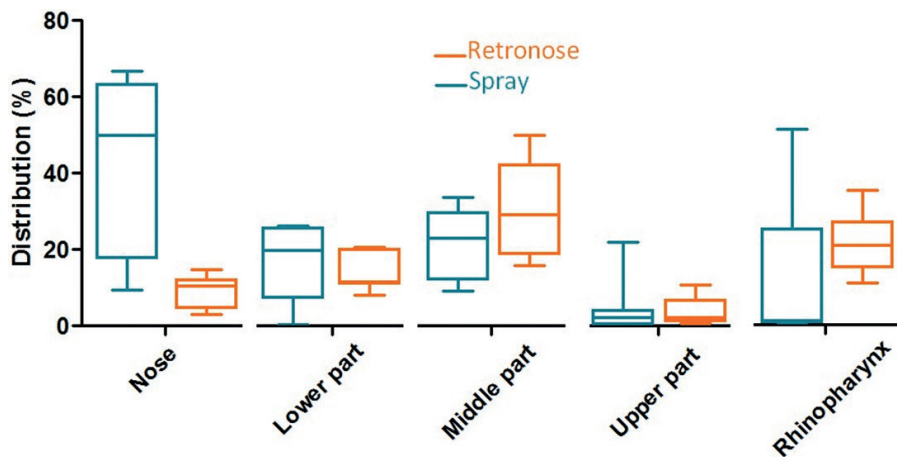 80
60
40
20
0
Distribution (%)
Retronose
Spray
Nose
Lower part
Middle part
Upper part
Rhinopharynx